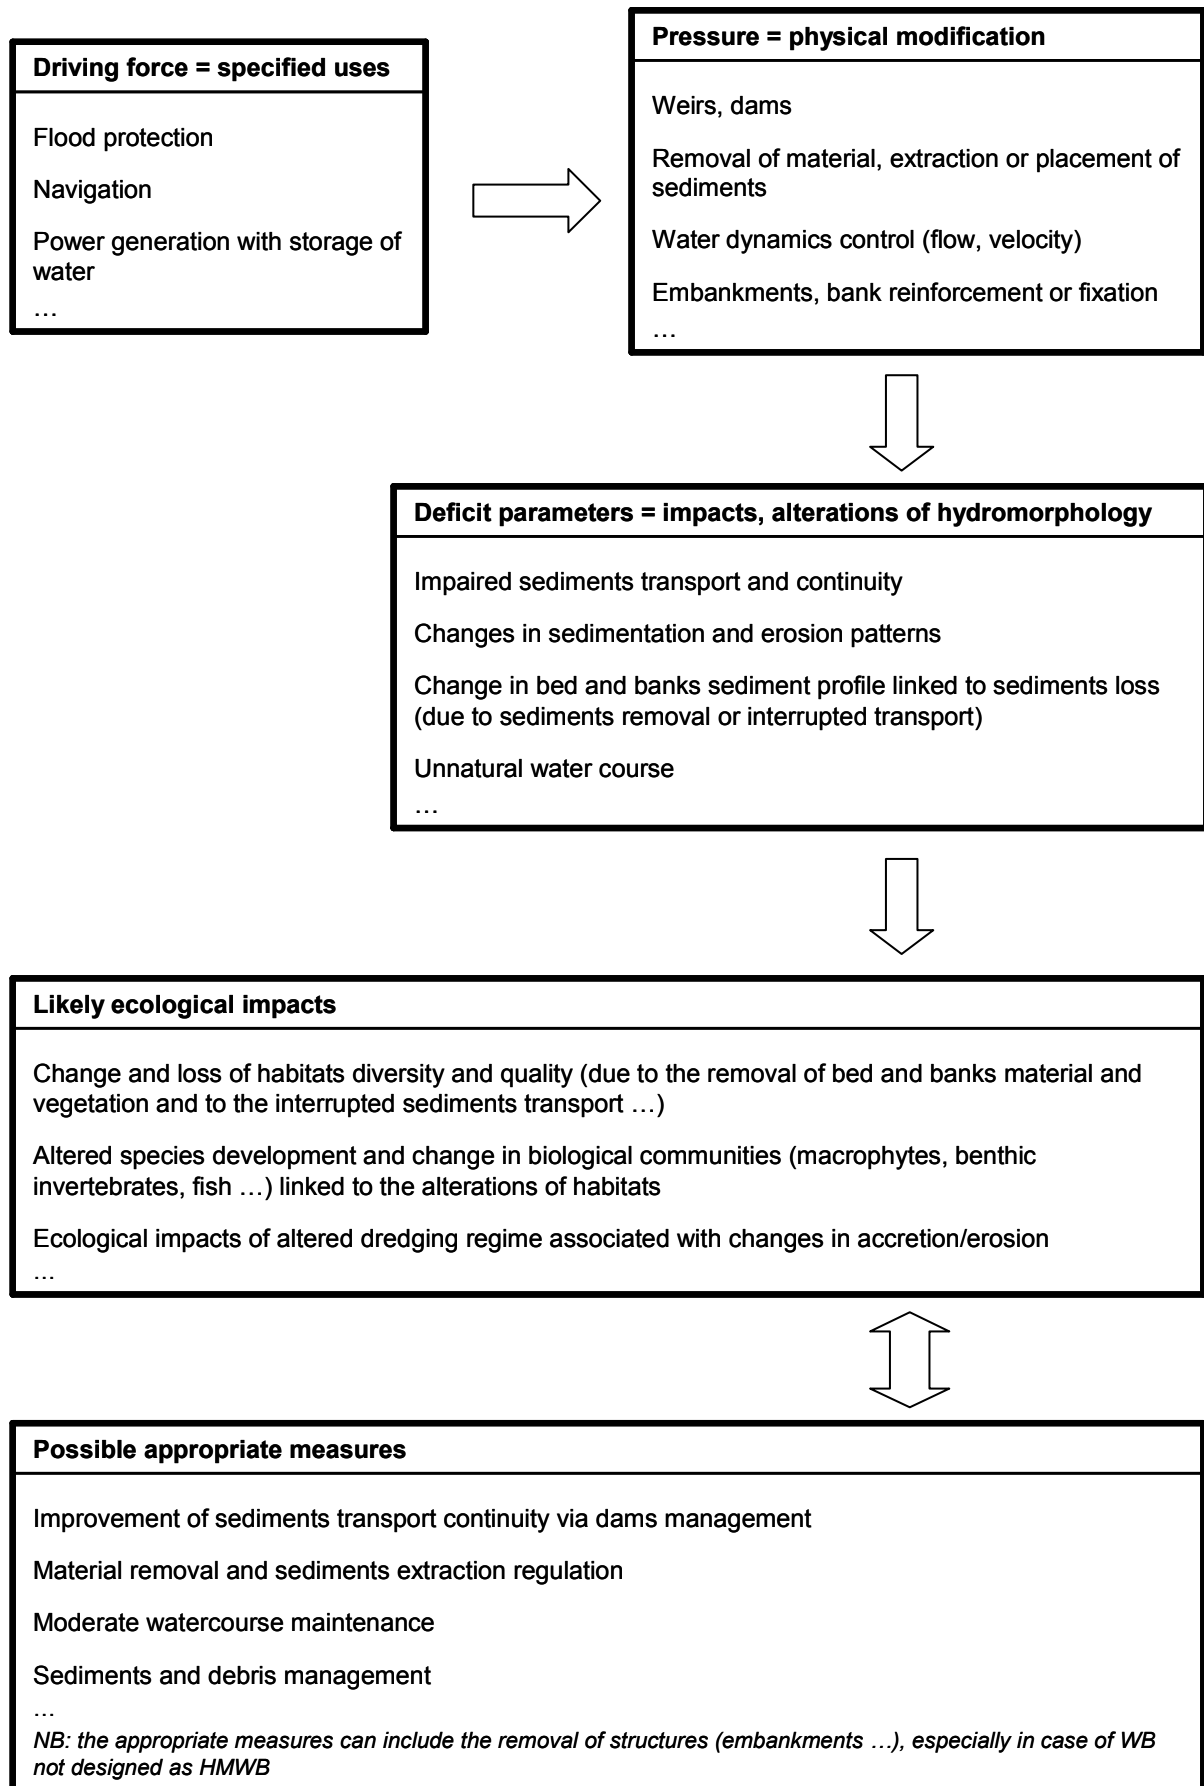 Driving force = specified uses
Flood protection
Navigation
Power generation with storage of
water
…
Pressure = physical modification
Weirs, dams
Removal of material, extraction or placement of
sediments
Water dynamics control (flow, velocity)
Embankments, bank reinforcement or fixation
…
Deficit parameters = impacts, alterations of hydromorphology
Impaired sediments transport and continuity
Changes in sedimentation and erosion patterns
Change in bed and banks sediment profile linked to sediments loss
(due to sediments removal or interrupted transport)
Unnatural water course
…
Likely ecological impacts
Change and loss of habitats diversity and quality (due to the removal of bed and banks material and
vegetation and to the interrupted sediments transport …)
Altered species development and change in biological communities (macrophytes, benthic
invertebrates, fish …) linked to the alterations of habitats
Ecological impacts of altered dredging regime associated with changes in accretion/erosion
…
Possible appropriate measures
Improvement of sediments transport continuity via dams management
Material removal and sediments extraction regulation
Moderate watercourse maintenance
Sediments and debris management
…
NB: the appropriate measures can include the removal of structures (embankments …), especially in case of WB
not designed as HMWB